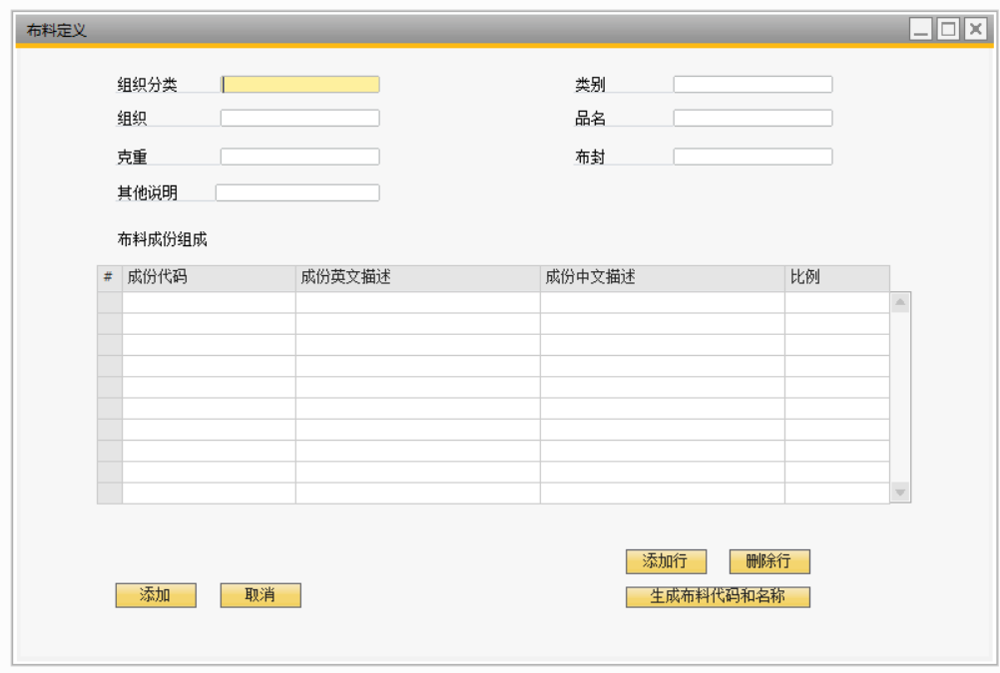 布料定义
组织分类 类别
组织 品名
克重 布封
其他说明
布料成份组成
# 成份代码 成份英文描述 成份中文描述 比例
添加行 删除行
添加 取消 生成布料代码和名称